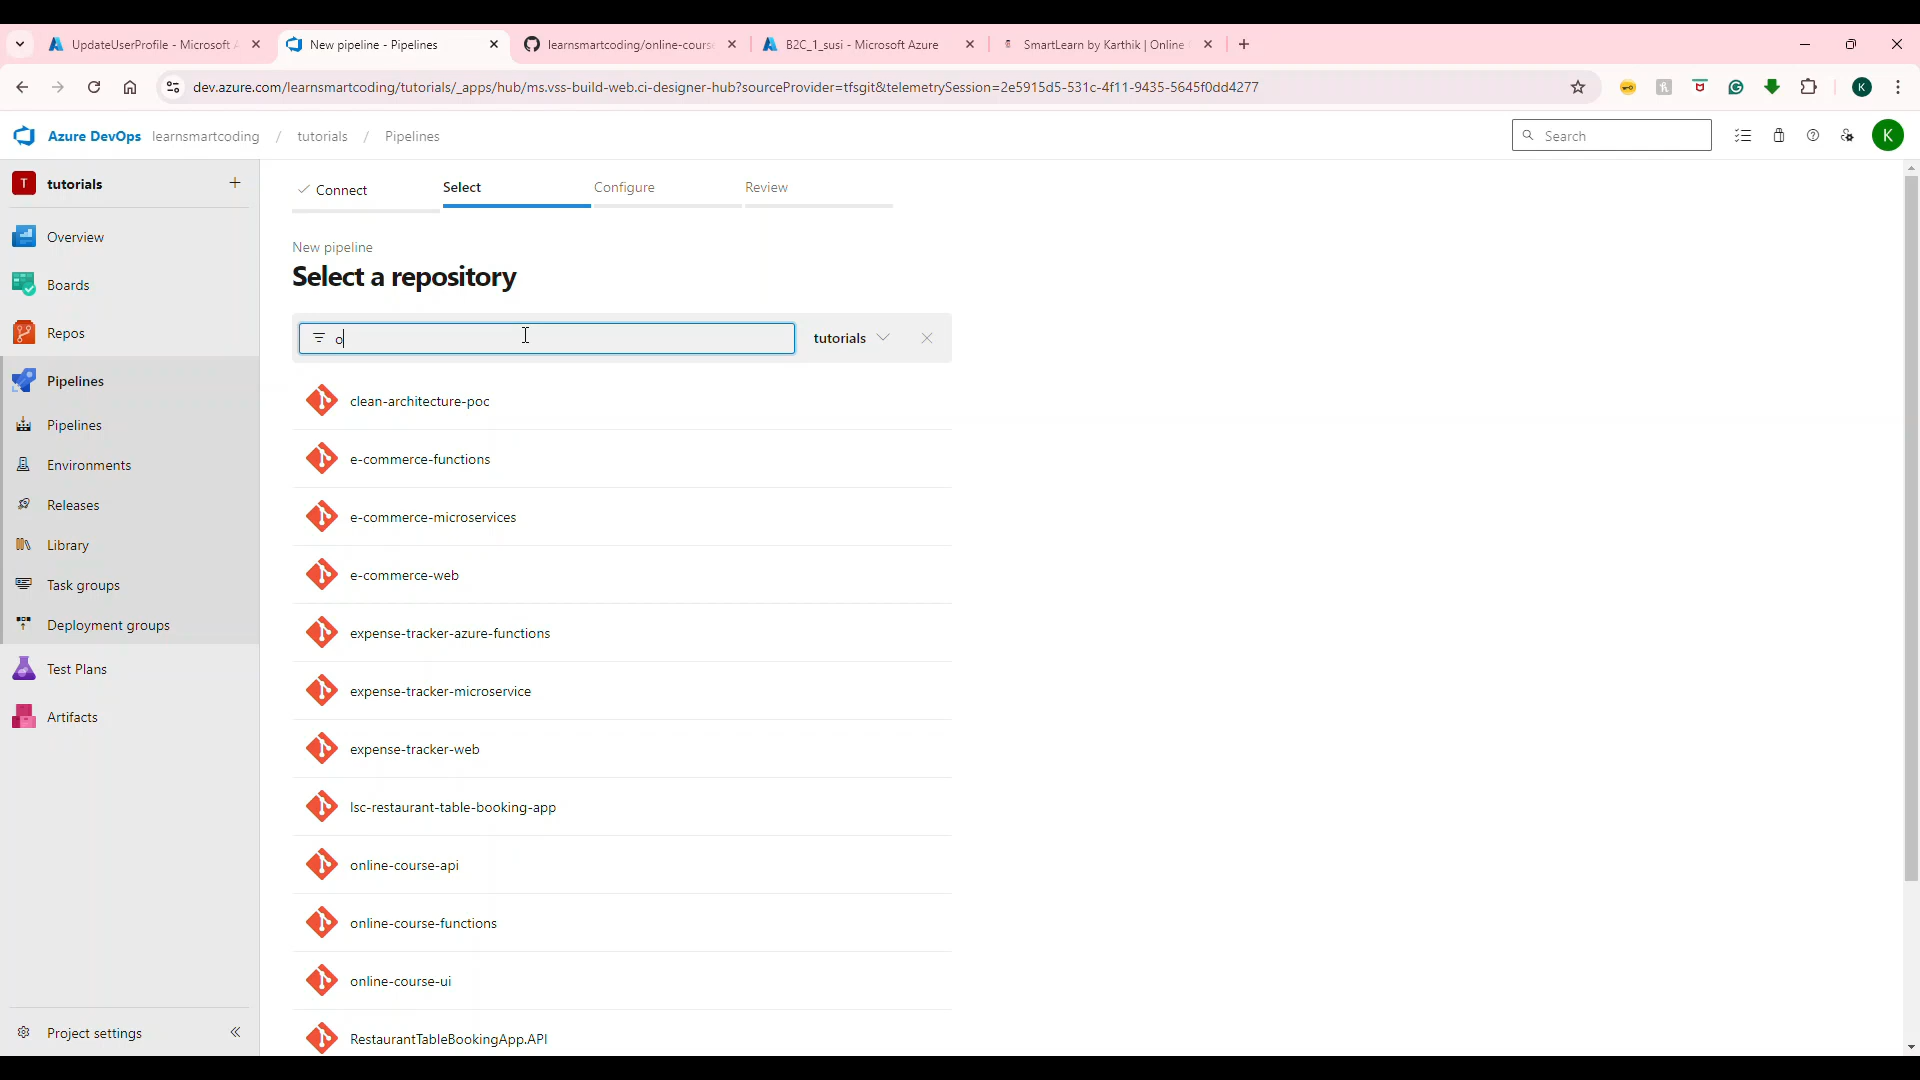 UpdateUserProfile - Microsoft A
New pipeline - Pipelines
learnsmartcoding/online-cours
B2C_1_susi - Microsoft Azure
SmartLearn by Karthik | Online
dev.azure.com/learnsmartcoding/tutorials/_apps/hub/ms.vss-build-web.ci-designer-hub?sourceProvider=tfsgit&telemetrySession=2e5915d5-531c-4f11-9435-5645f0dd4277
K
Azure DevOps learnsmartcoding / tutorials / Pipelines
Search
K
T tutorials
Overview
Boards
Repos
Pipelines
Pipelines
Environments
Releases
Library
Task groups
Deployment groups
Test Plans
Artifacts
Project settings
Connect
Select
Configure
Review
New pipeline
Select a repository
o
tutorials
clean-architecture-poc
e-commerce-functions
e-commerce-microservices
e-commerce-web
expense-tracker-azure-functions
expense-tracker-microservice
expense-tracker-web
lsc-restaurant-table-booking-app
online-course-api
online-course-functions
online-course-ui
RestaurantTableBookingApp.API